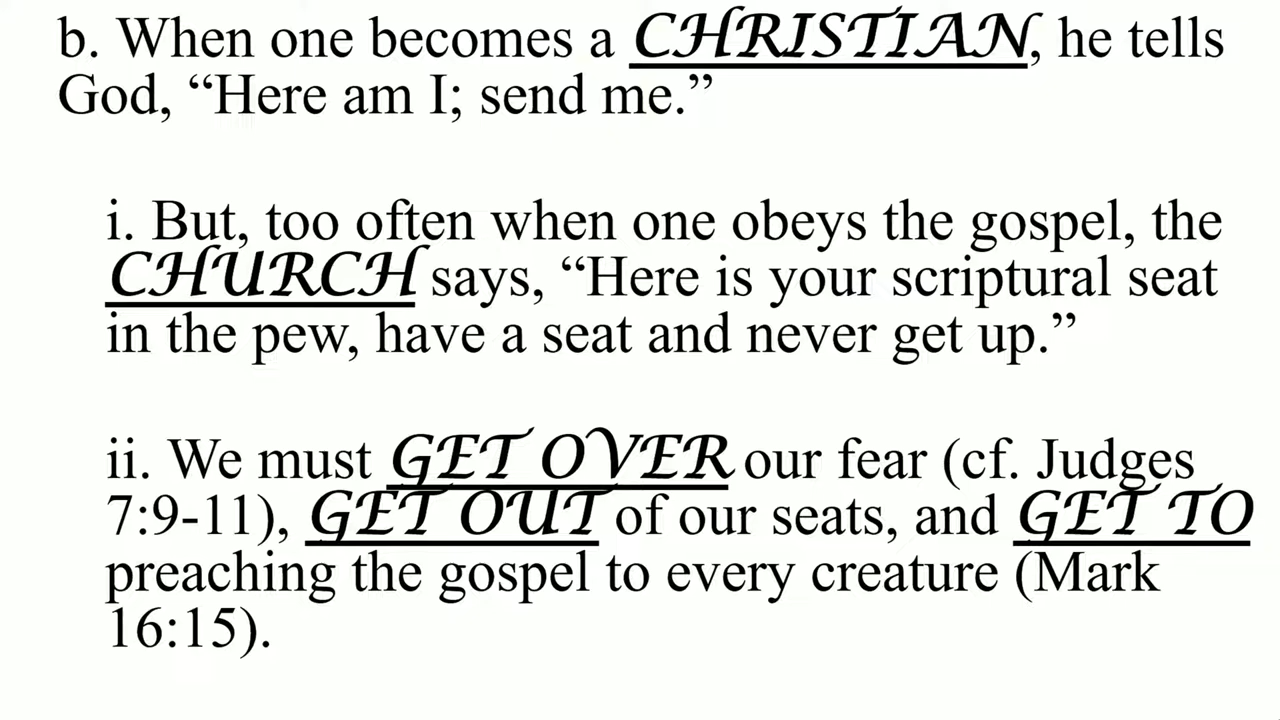 b. When one becomes a CHRISTIAN, he tells
God, “Here am I; send me.”
i. But, too often when one obeys the gospel, the
CHURCH says, “Here is your scriptural seat
in the pew, have a seat and never get up.”
ii. We must GET OVER our fear (cf. Judges
7:9-11), GET OUT of our seats, and GET TO
preaching the gospel to every creature (Mark
16:15).